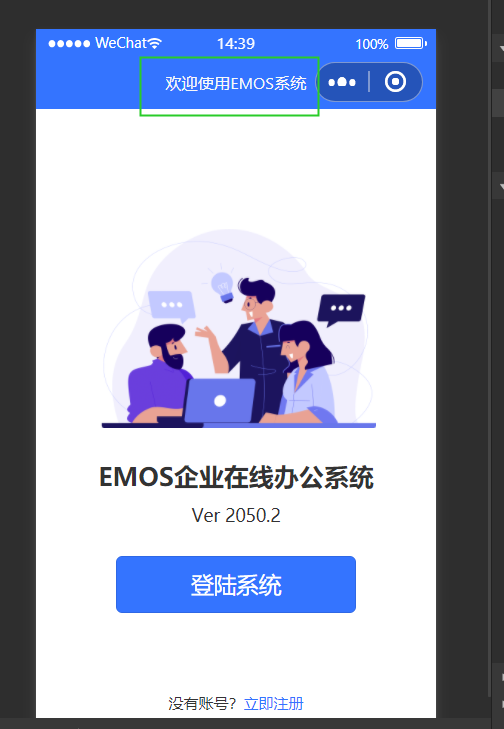 ●●●●● WeChat 14:39 100%
欢迎使用EMOS系统
EMOS企业在线办公系统
Ver 2050.2
登陆系统
没有账号？立即注册